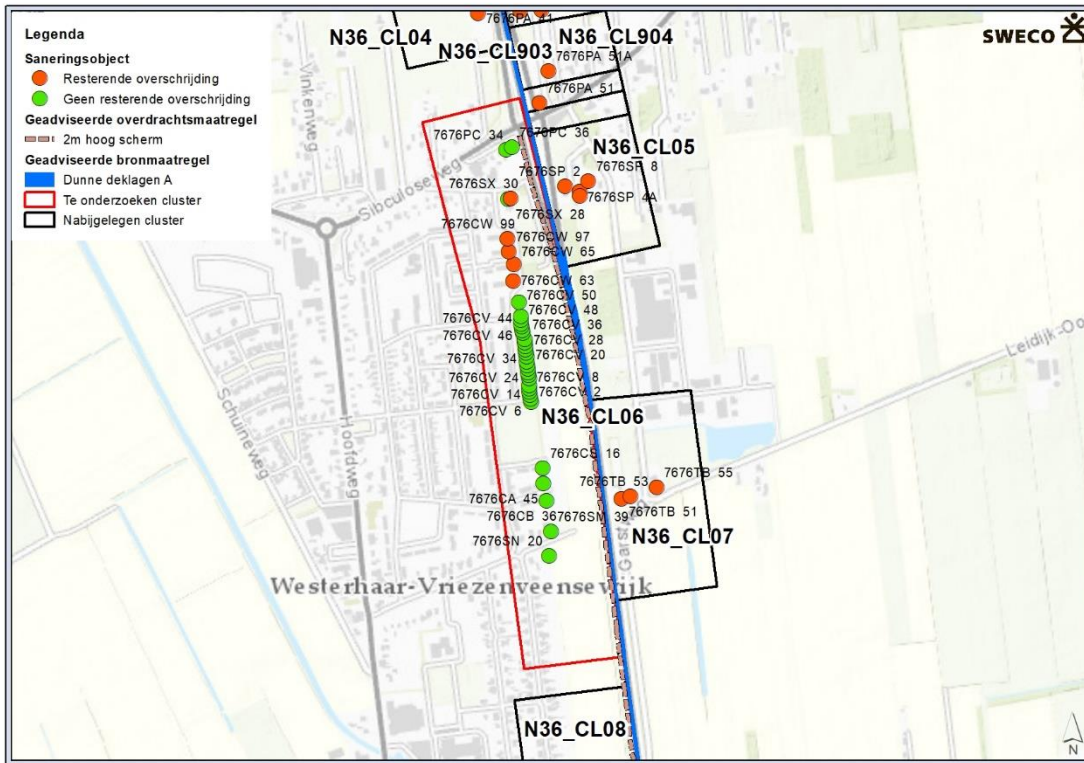 Legenda
Saneringsobject
Resterende overschrijding
Geen resterende overschrijding
Geadviseerde overdrachtsmaatregel
2m hoog scherm
Geadviseerde bronmaatregel
Dunne deklagen A
Te onderzoeken cluster
Nabijgelegen cluster
SWECO
7676PA 41
N36_CL04
N36_CL903
N36_CL904
7676PA 51A
7676PA 51
Vinkenweg
7676PC 34
7676PC 36
N36_CL05
Sibculoseweg
7676SP 2
7676SP 8
7676SX 30
7676SP 4A
7676SX 28
7676CW 99
7676CW 97
7676CW 65
7676CW 63
7676CV 50
7676CV 48
7676CV 44
7676CV 36
7676CV 46
7676CV 28
7676CV 34
7676CV 20
7676CV 24
7676CV 8
7676CV 14
7676CV 2
7676CV 6
N36_CL06
Leidijk-Oo
Schuineweg
Hoofdweg
7676CS 16
7676TB 53
7676TB 55
7676CA 45
7676CB 36
7676SM 39
7676TB 51
7676SN 20
N36_CL07
Westerhaar-Vriezenveensewijk
N36_CL08
N